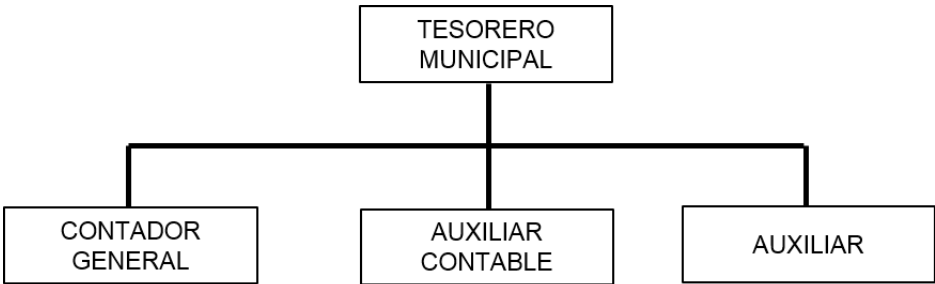 TESORERO
MUNICIPAL
CONTADOR
GENERAL
AUXILIAR
CONTABLE
AUXILIAR